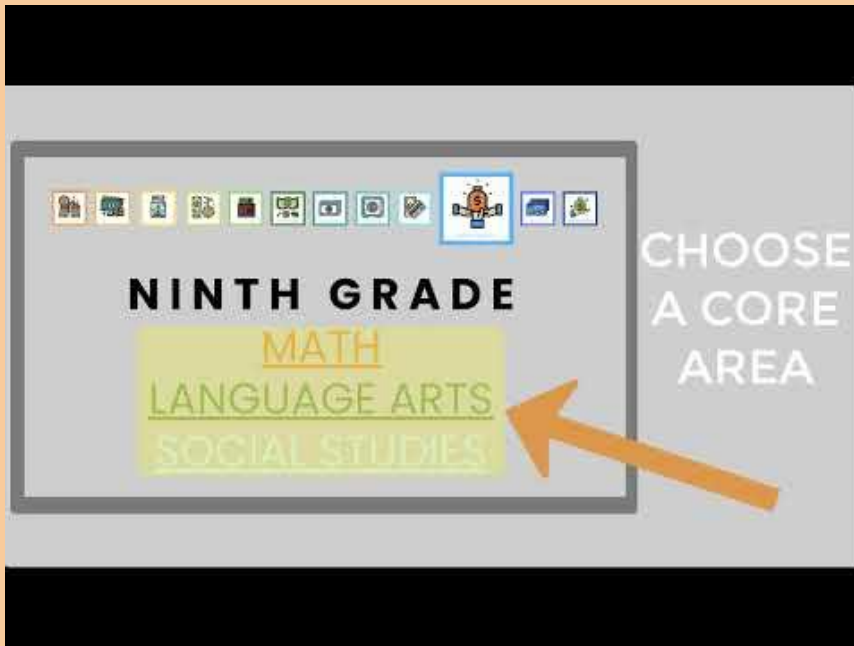 NINTH GRADE
MATH
LANGUAGE ARTS
SOCIAL STUDIES
CHOOSE
A CORE
AREA